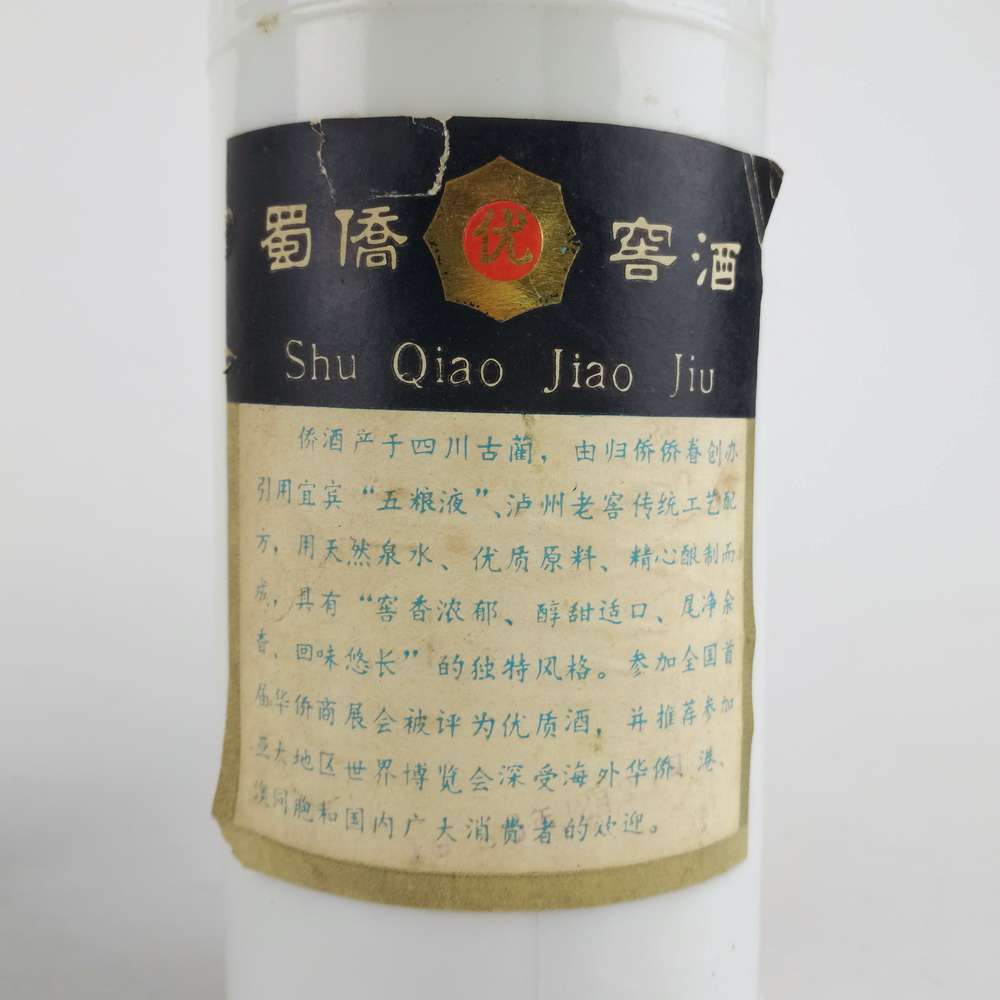 蜀僑 优 窖酒
Shu Qiao Jiao Jiu
侨酒产于四川古蔺，由归侨侨眷创办
引用宜宾“五粮液”、泸州老窖传统工艺配
方，用天然泉水、优质原料、精心酿制而
成，具有“窖香浓郁、醇甜适口、尾净余
香、回味悠长”的独特风格。参加全国首
届华侨商展会被评为优质酒，并推荐参加
亚太地区世界博览会深受海外华侨、港、
澳同胞和国内广大消费者的欢迎。